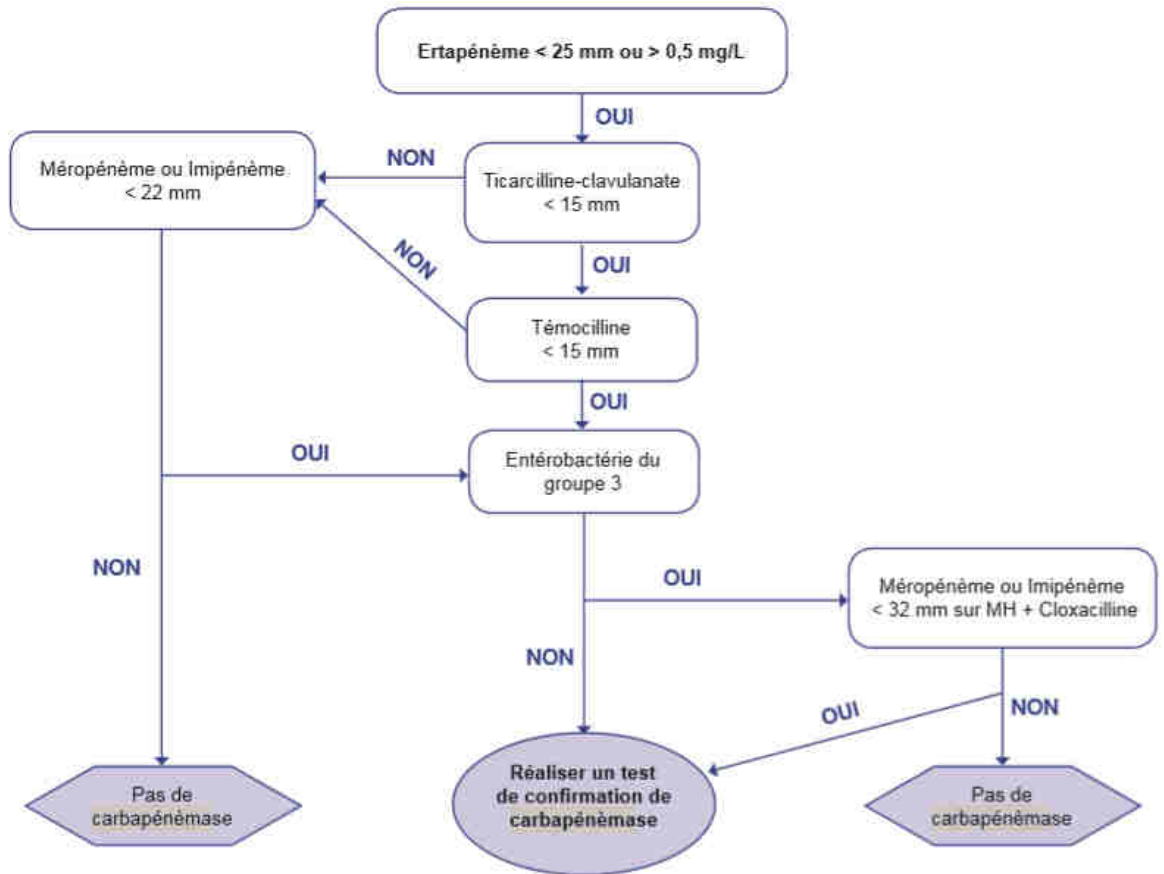 Ertapénème < 25 mm ou > 0,5 mg/L
OUI
Méropénème ou Imipénème
< 22 mm
NON
Ticarcilline-clavulanate
< 15 mm
NON
OUI
Témocilline
< 15 mm
OUI
OUI
Entérobactérie du
groupe 3
NON
OUI
Méropénème ou Imipénème
< 32 mm sur MH + Cloxacilline
NON
OUI
NON
Pas de
carbapénèmase
Réaliser un test
de confirmation de
carbapénèmase
Pas de
carbapénèmase